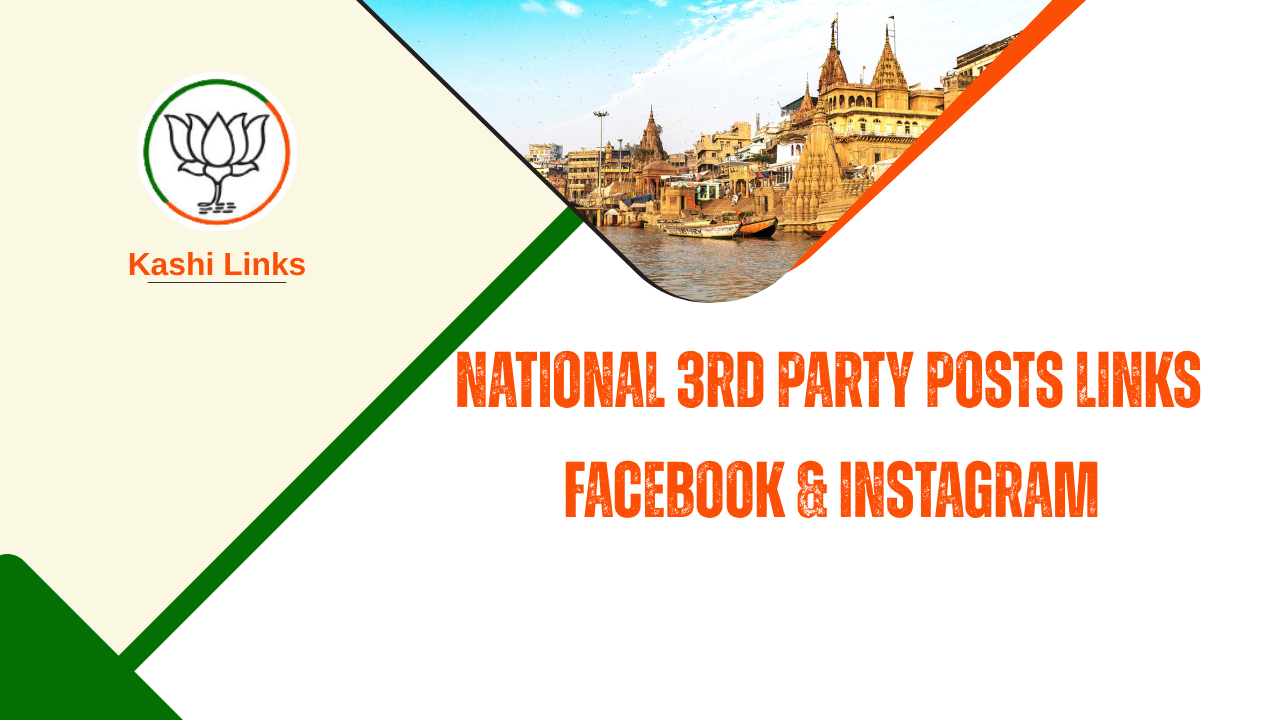 Kashi Links
NATIONAL 3RD PARTY POSTS LINKS
FACEBOOK & INSTAGRAM